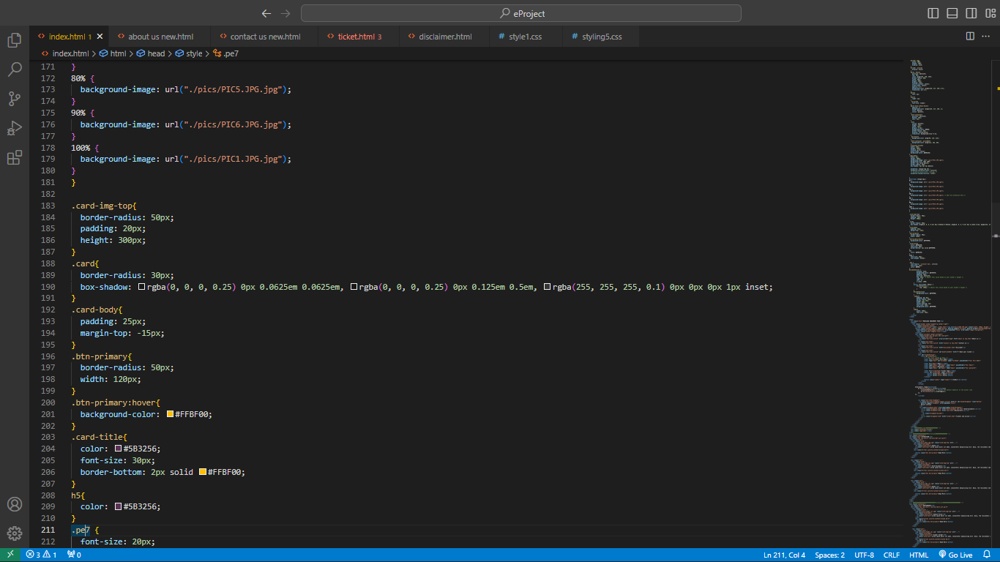 eProject
index.html 1
about us new.html
contact us new.html
ticket.html 3
disclaimer.html
# style1.css
# styling5.css
index.html > html > head > style > .pe7
171 }
172 80% {
173 background-image: url("./pics/PIC5.JPG.jpg");
174 }
175 90% {
176 background-image: url("./pics/PIC6.JPG.jpg");
177 }
178 100% {
179 background-image: url("./pics/PIC1.JPG.jpg");
180 }
181 }
182
183 .card-img-top{
184 border-radius: 50px;
185 padding: 20px;
186 height: 300px;
187 }
188 .card{
189 border-radius: 30px;
190 box-shadow: rgba(0, 0, 0, 0.25) 0px 0.0625em 0.0625em, rgba(0, 0, 0, 0.25) 0px 0.125em 0.5em, rgba(255, 255, 255, 0.1) 0px 0px 0px 1px inset;
191 }
192 .card-body{
193 padding: 25px;
194 margin-top: -15px;
195 }
196 .btn-primary{
197 border-radius: 50px;
198 width: 120px;
199 }
200 .btn-primary:hover{
201 background-color: #FFBF00;
202 }
203 .card-title{
204 color: #5B3256;
205 font-size: 30px;
206 border-bottom: 2px solid #FFBF00;
207 }
208 h5{
209 color: #5B3256;
210 }
211 .pe7 {
212 font-size: 20px;
3 1 0
Ln 211, Col 4 Spaces: 2 UTF-8 CRLF HTML Go Live